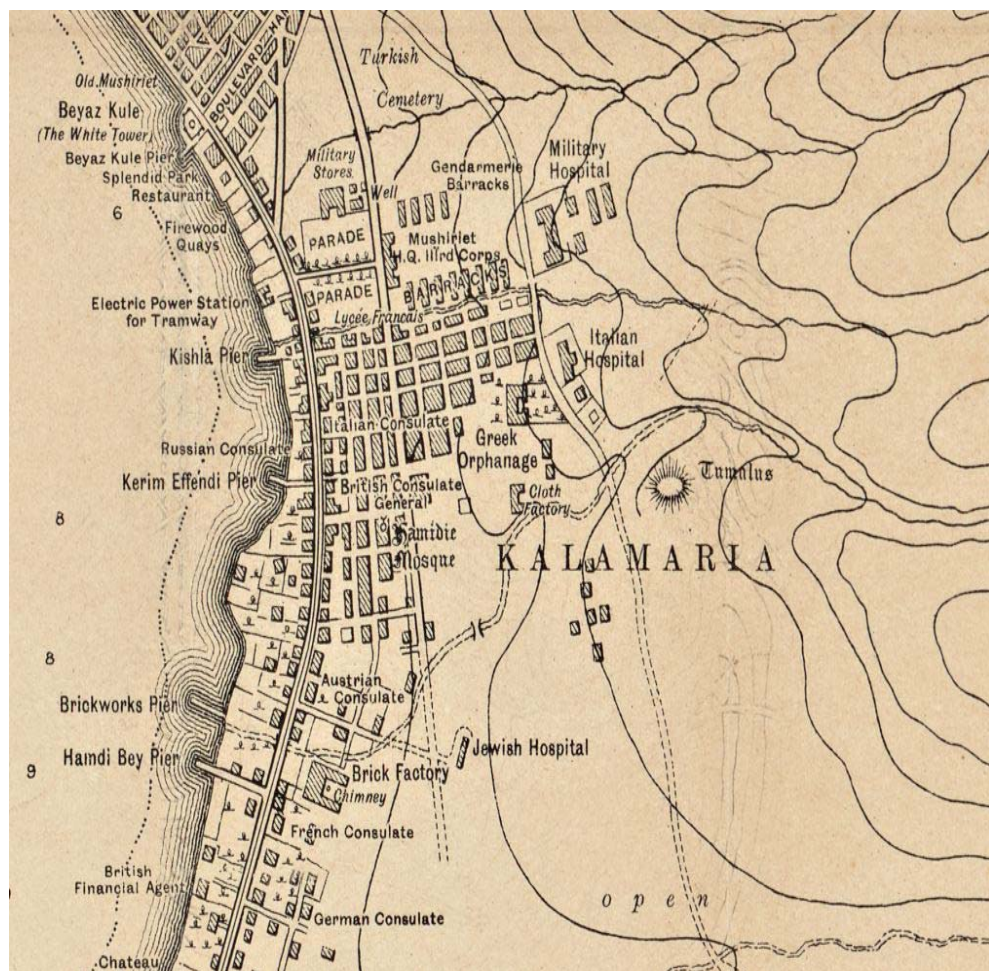 Turkish
Cemetery
Old Mushiriet
BOULEVARD HAM
Beyaz Kule
(The White Tower)
Beyaz Kule Pier
Splendid Park
Restaurant
Military
Stores
Well
Gendarmerie
Barracks
Military
Hospital
6
Firewood
Quays
PARADE
Mushiriet
H.Q. IIIrd Corps
BARRACKS
PARADE
Electric Power Station
for Tramway
Lycée Francais
Kishla Pier
Italian
Hospital
Italian Consulate
Greek
Orphanage
Russian Consulate
Kerim Effendi Pier
British Consulate
General
Cloth
Factory
Tumulus
8
Hamidie
Mosque
KALAMARIA
8
Austrian
Consulate
Brickworks Pier
Hamdi Bey Pier
Jewish Hospital
9
Brick Factory
Chimney
French Consulate
British
Financial Agent
open
German Consulate
Chateau